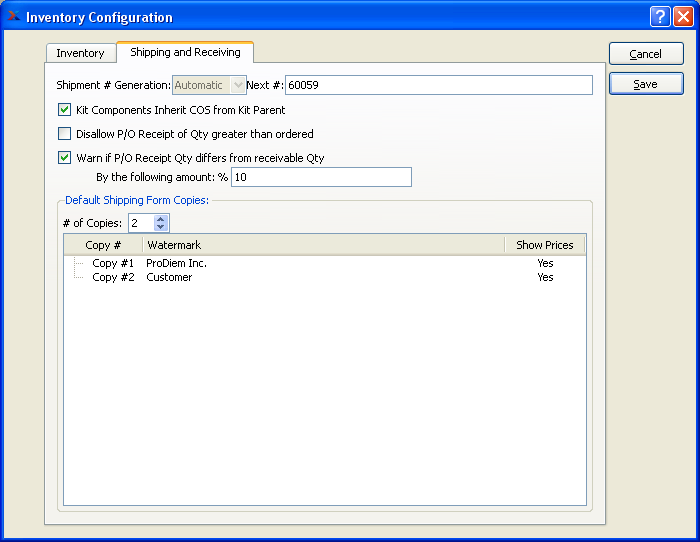 Inventory Configuration
Inventory Shipping and Receiving
Cancel
Save
Shipment # Generation: Automatic Next #: 60059
Kit Components Inherit COS from Kit Parent
Disallow P/O Receipt of Qty greater than ordered
Warn if P/O Receipt Qty differs from receivable Qty
By the following amount: % 10
Default Shipping Form Copies:
# of Copies: 2
Copy # Watermark Show Prices
Copy #1 ProDiem Inc. Yes
Copy #2 Customer Yes